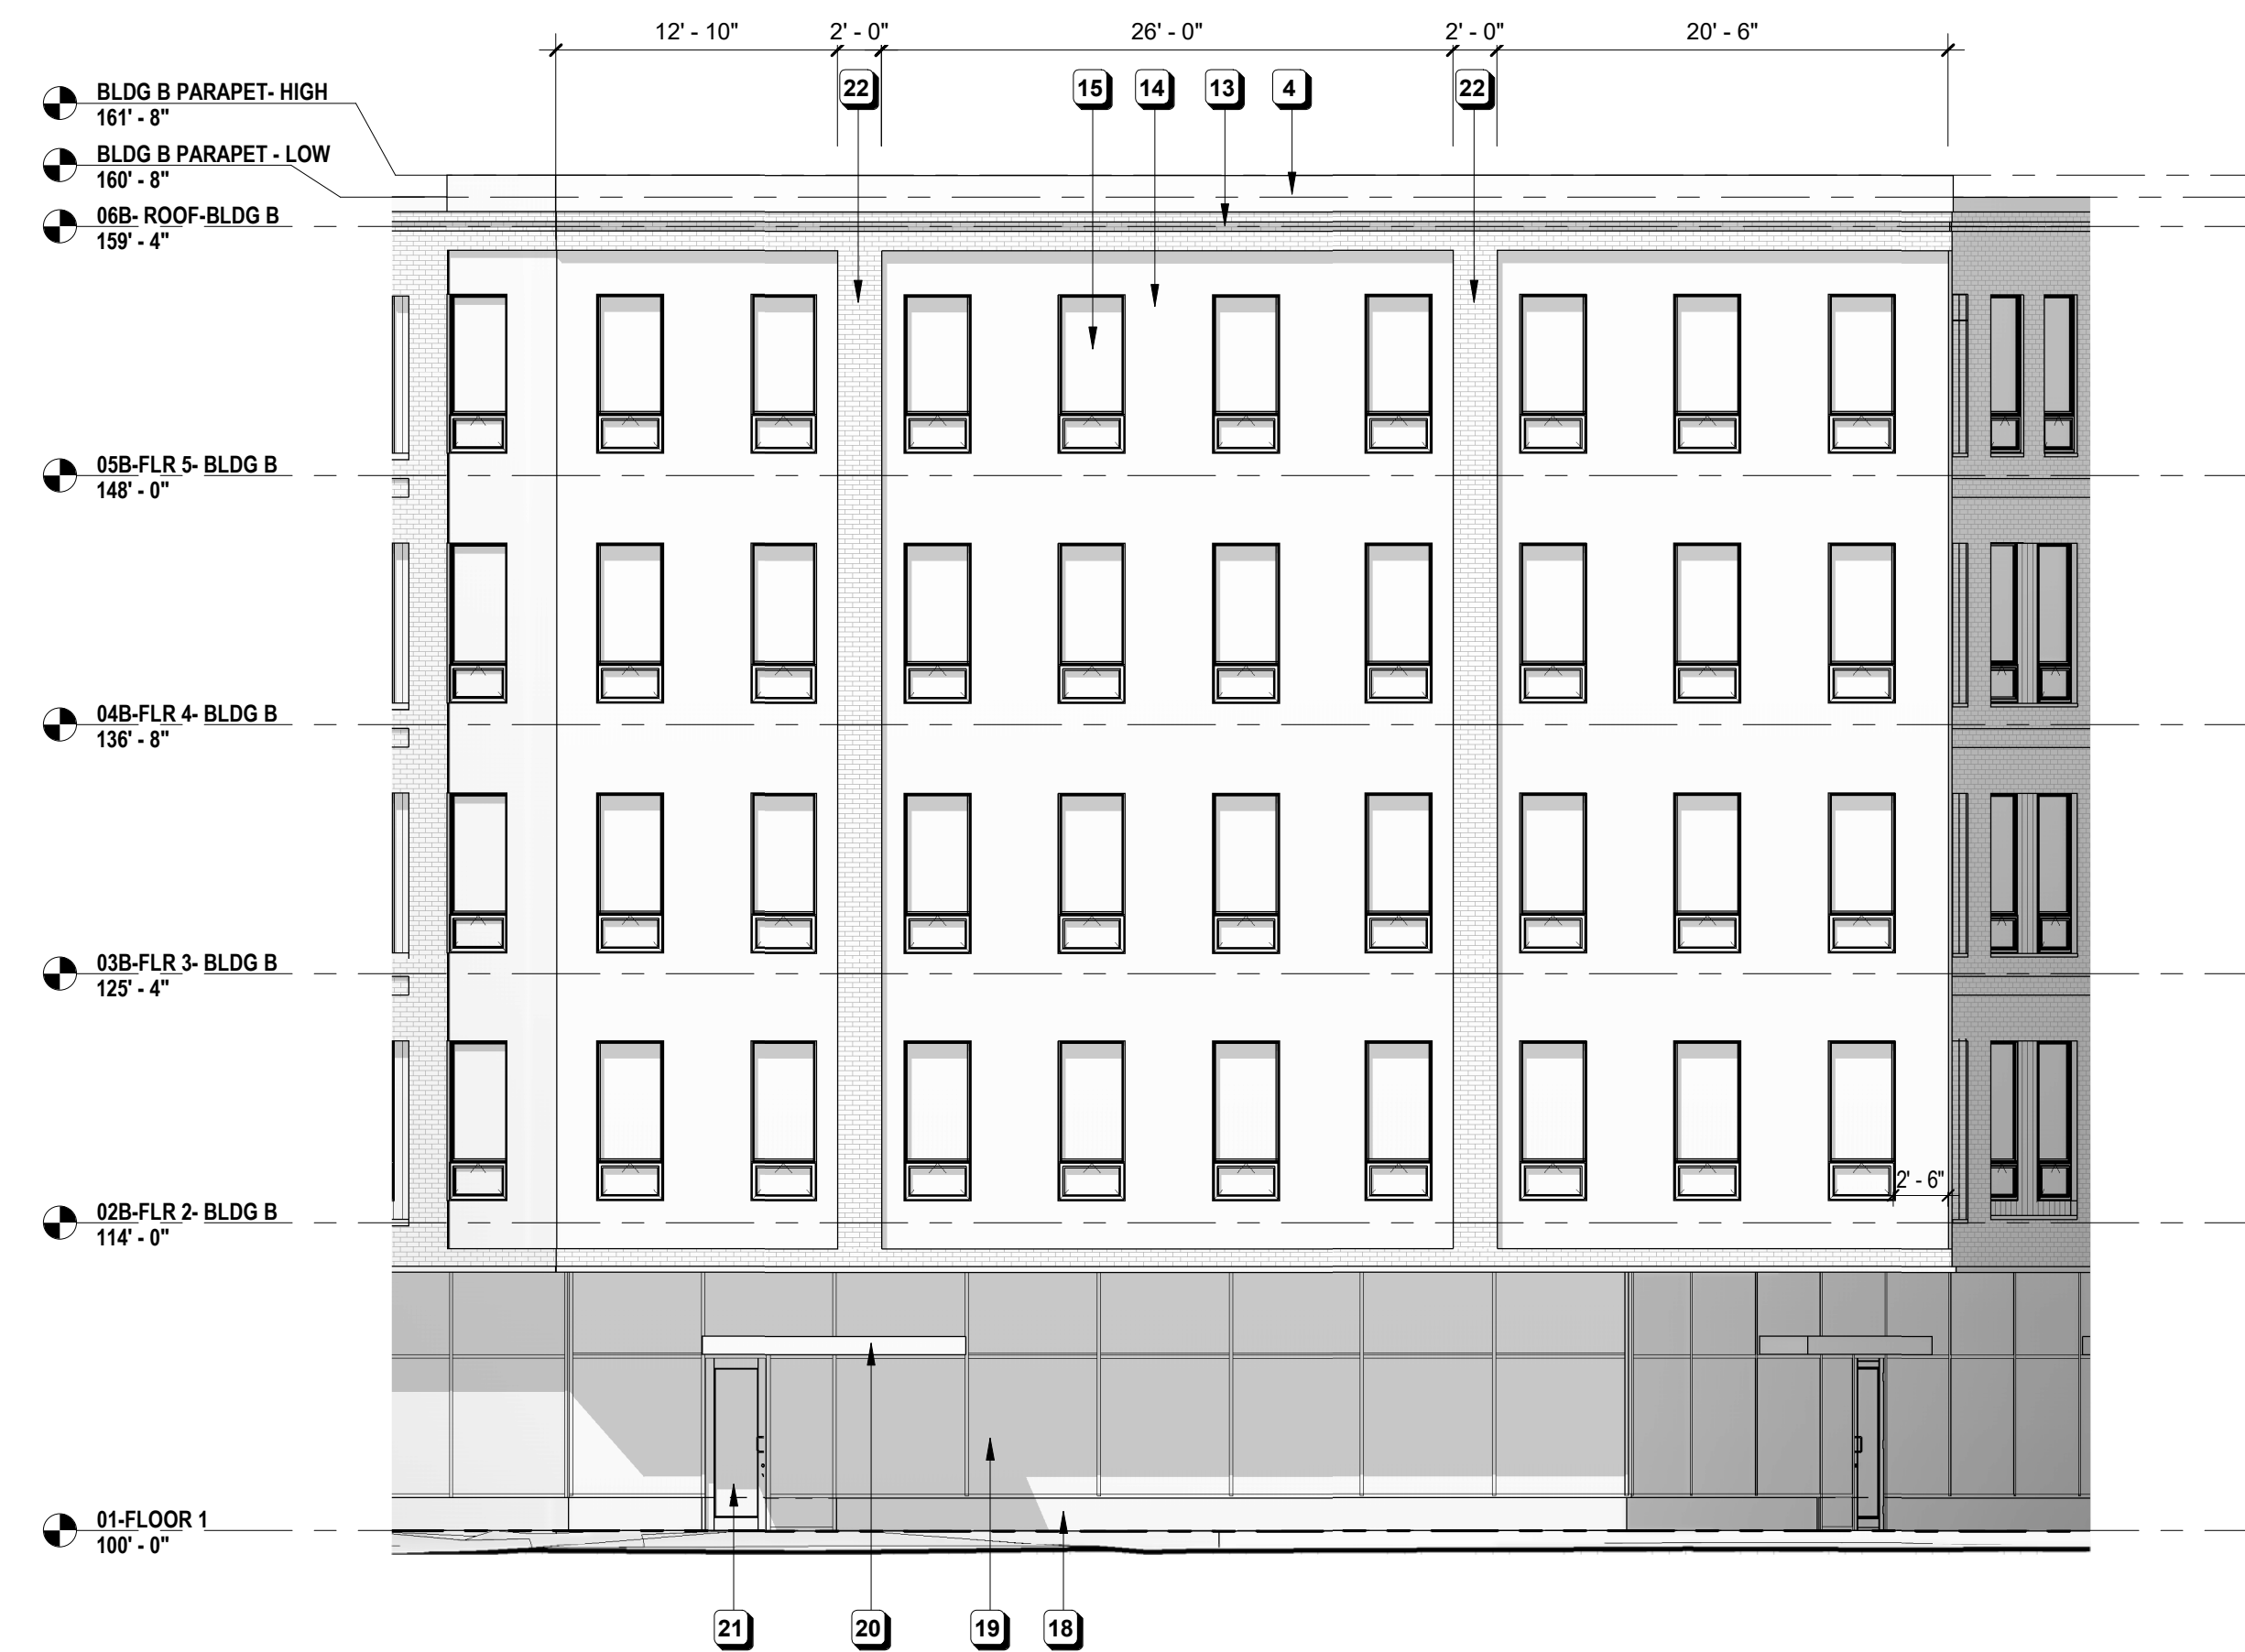 12' - 10" 2' - 0" 26' - 0" 2' - 0" 20' - 6"
22 15 14 13 4 22
BLDG B PARAPET- HIGH
161' - 8"
BLDG B PARAPET - LOW
160' - 8"
06B- ROOF-BLDG B
159' - 4"
05B-FLR 5- BLDG B
148' - 0"
04B-FLR 4- BLDG B
136' - 8"
03B-FLR 3- BLDG B
125' - 4"
2' - 6"
02B-FLR 2- BLDG B
114' - 0"
01-FLOOR 1
100' - 0"
21 20 19 18